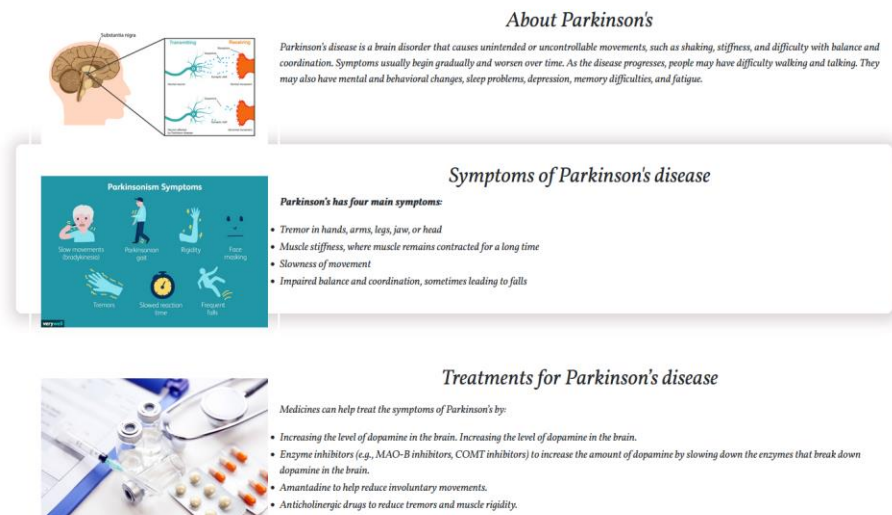 About Parkinson's
Substantia nigra
Transmitting
Receiving
Parkinson's disease is a brain disorder that causes unintended or uncontrollable movements, such as shaking, stiffness, and difficulty with balance and
coordination. Symptoms usually begin gradually and worsen over time. As the disease progresses, people may have difficulty walking and talking. They
may also have mental and behavioral changes, sleep problems, depression, memory difficulties, and fatigue.
Symptoms of Parkinson's disease
Parkinsonism Symptoms
Slow movements
(bradykinesia)
Parkinsonian
gait
Rigidity
Face
masking
Tremors
Slowed reaction
time
Frequent
falls
verywell
Parkinson's has four main symptoms:
Tremor in hands, arms, legs, jaw, or head
Muscle stiffness, where muscle remains contracted for a long time
Slowness of movement
Impaired balance and coordination, sometimes leading to falls
Treatments for Parkinson's disease
Medicines can help treat the symptoms of Parkinson's by:
Increasing the level of dopamine in the brain. Increasing the level of dopamine in the brain.
Enzyme inhibitors (e.g., MAO-B inhibitors, COMT inhibitors) to increase the amount of dopamine by slowing down the enzymes that break down
dopamine in the brain.
Amantadine to help reduce involuntary movements.
Anticholinergic drugs to reduce tremors and muscle rigidity.